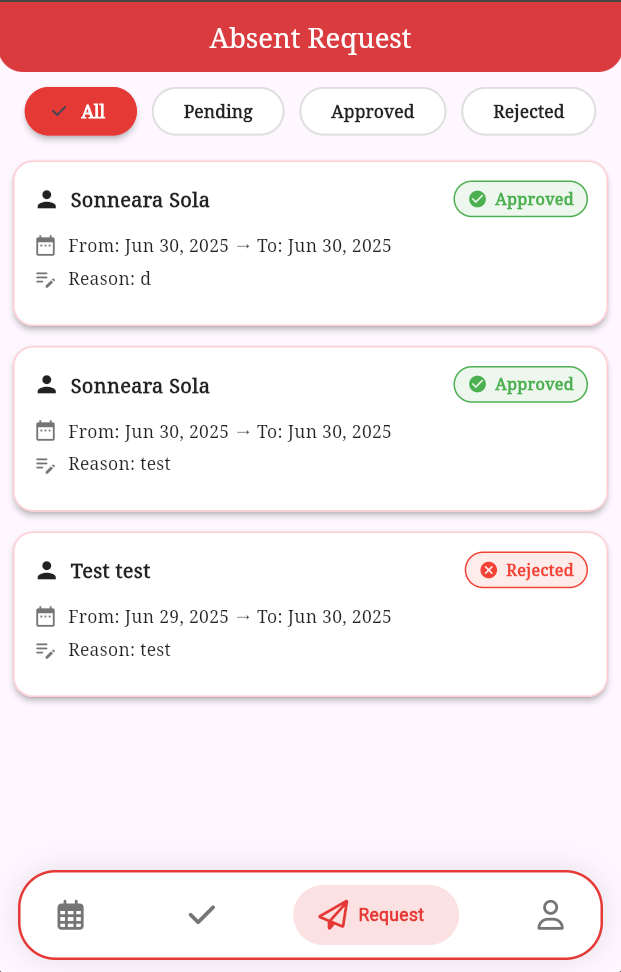 Absent Request
All Pending Approved Rejected
Sonneara Sola Approved
From: Jun 30, 2025 → To: Jun 30, 2025
Reason: d
Sonneara Sola Approved
From: Jun 30, 2025 → To: Jun 30, 2025
Reason: test
Test test Rejected
From: Jun 29, 2025 → To: Jun 30, 2025
Reason: test
Request